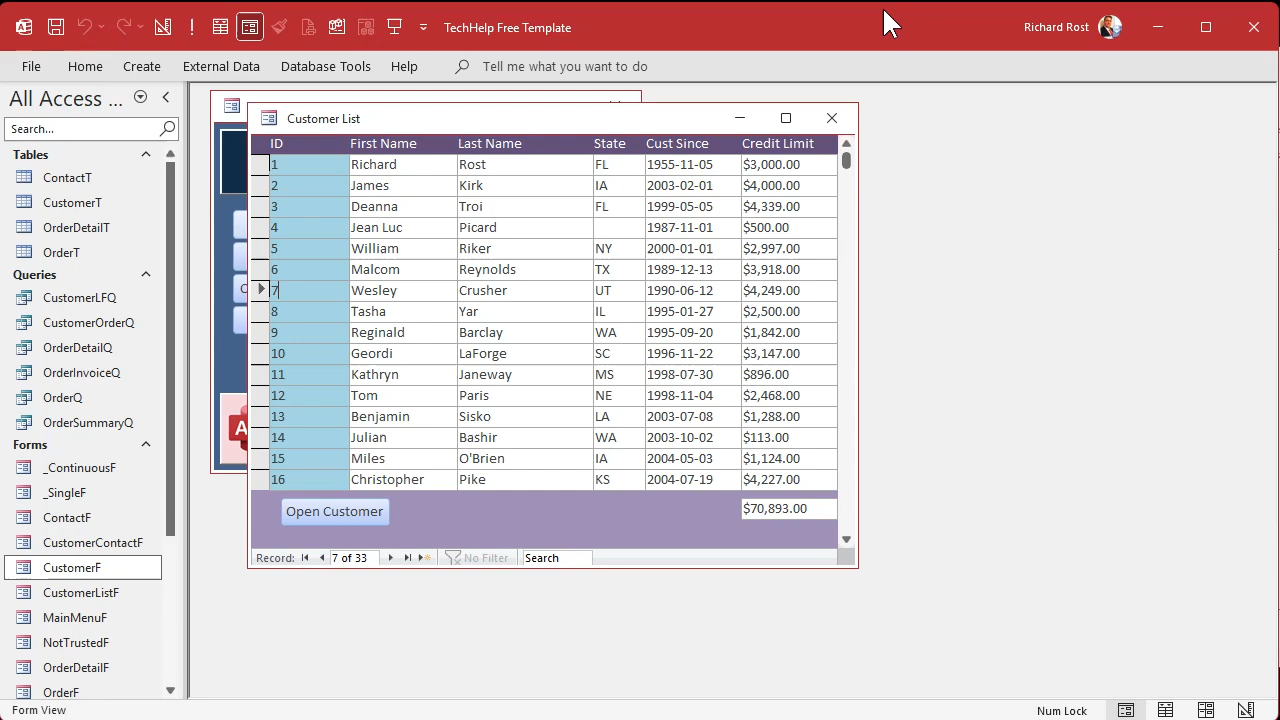 TechHelp Free Template
Richard Rost
File Home Create External Data Database Tools Help Tell me what you want to do
All Access ...
Search...
Tables
ContactT
CustomerT
OrderDetailT
OrderT
Queries
CustomerLFQ
CustomerOrderQ
OrderDetailQ
OrderInvoiceQ
OrderQ
OrderSummaryQ
Forms
_ContinuousF
_SingleF
ContactF
CustomerContactF
CustomerF
CustomerListF
MainMenuF
NotTrustedF
OrderDetailF
OrderF
Customer List
ID First Name Last Name State Cust Since Credit Limit
1 Richard Rost FL 1955-11-05 $3,000.00
2 James Kirk IA 2003-02-01 $4,000.00
3 Deanna Troi FL 1999-05-05 $4,339.00
4 Jean Luc Picard 1987-11-01 $500.00
5 William Riker NY 2000-01-01 $2,997.00
6 Malcom Reynolds TX 1989-12-13 $3,918.00
7 Wesley Crusher UT 1990-06-12 $4,249.00
8 Tasha Yar IL 1995-01-27 $2,500.00
9 Reginald Barclay WA 1995-09-20 $1,842.00
10 Geordi LaForge SC 1996-11-22 $3,147.00
11 Kathryn Janeway MS 1998-07-30 $896.00
12 Tom Paris NE 1998-11-04 $2,468.00
13 Benjamin Sisko LA 2003-07-08 $1,288.00
14 Julian Bashir WA 2003-10-02 $113.00
15 Miles O'Brien IA 2004-05-03 $1,124.00
16 Christopher Pike KS 2004-07-19 $4,227.00
Open Customer $70,893.00
Record: 7 of 33 No Filter Search
Form View
Num Lock